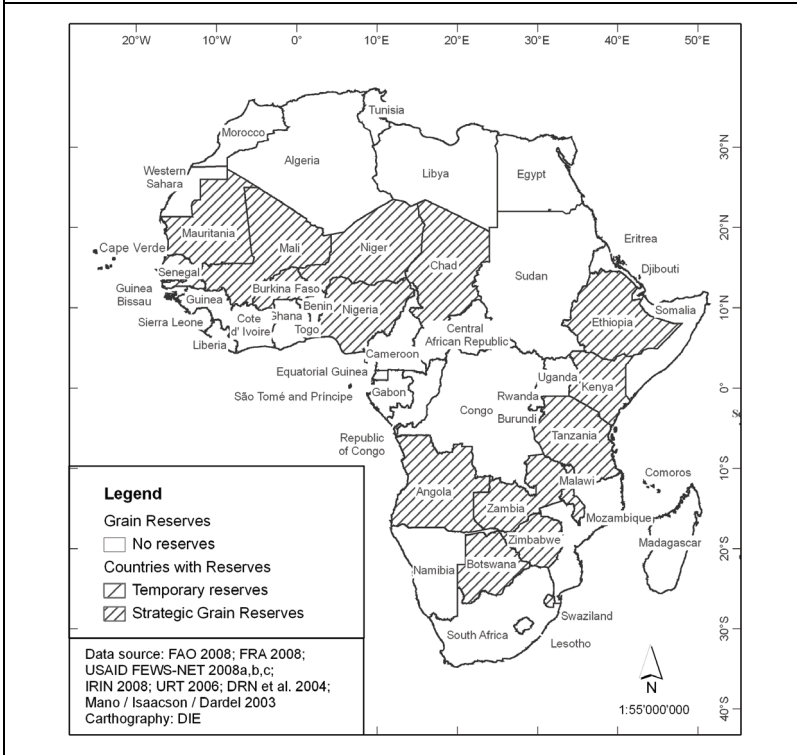 20°W 10°W 0° 10°E 20°E 30°E 40°E 50°E
Tunisia
Morocco
Algeria
Libya
Egypt
30°N
Western
Sahara
Mauritania
Mali
Niger
Chad
Sudan
20°N
Cape Verde
Eritrea
Djibouti
Senegal
Guinea
Bissau
Guinea
Burkina Faso
Benin
Nigeria
Ghana
Togo
Cote
d' Ivoire
Sierra Leone
Liberia
Central
African Republic
Ethiopia
Somalia
10°N
Cameroon
Equatorial Guinea
São Tomé and Principe
Gabon
Congo
Uganda
Kenya
Rwanda
Burundi
0°
Republic
of Congo
Tanzania
10°S
Angola
Zambia
Malawi
Comoros
Mozambique
Zimbabwe
Madagascar
20°S
Namibia
Botswana
Swaziland
South Africa
Lesotho
30°S
N
1:55'000'000
40°S
Legend
Grain Reserves
No reserves
Countries with Reserves
Temporary reserves
Strategic Grain Reserves
Data source: FAO 2008; FRA 2008;
USAID FEWS-NET 2008a,b,c;
IRIN 2008; URT 2006; DRN et al. 2004;
Mano / Isaacson / Dardel 2003
Cartography: DIE